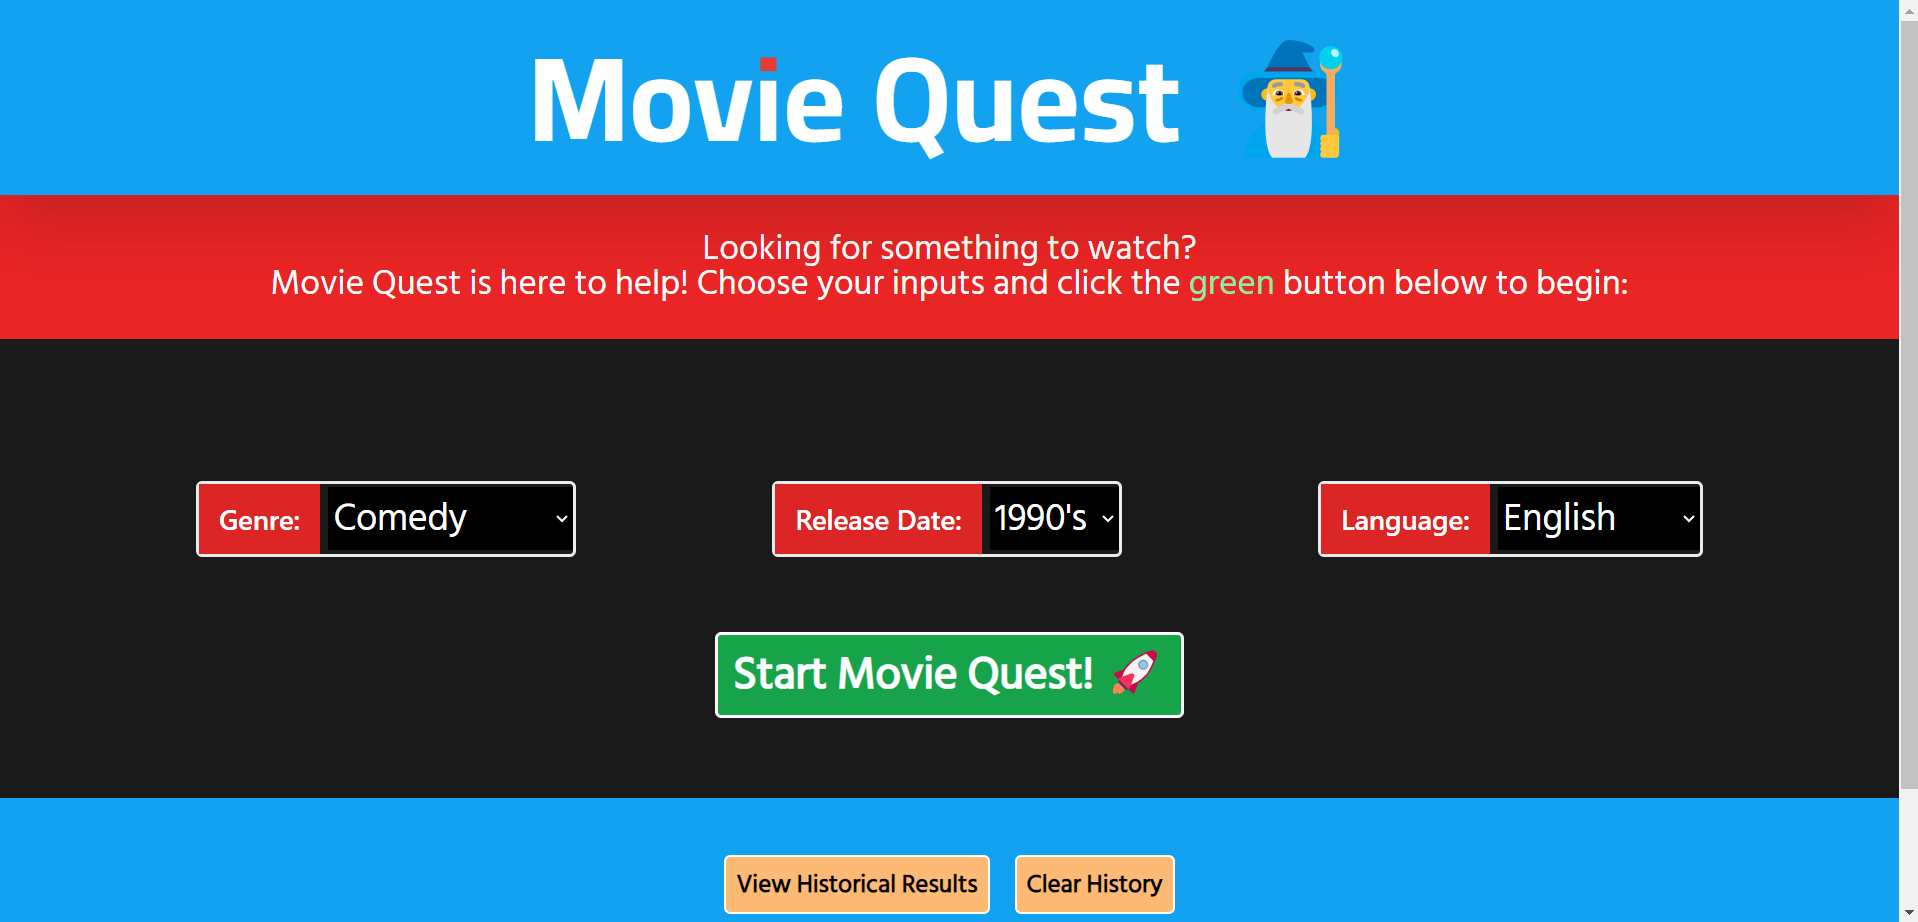 Movie Quest
Looking for something to watch?
Movie Quest is here to help! Choose your inputs and click the green button below to begin:
Genre: Comedy
Release Date: 1990's
Language: English
Start Movie Quest!
View Historical Results
Clear History